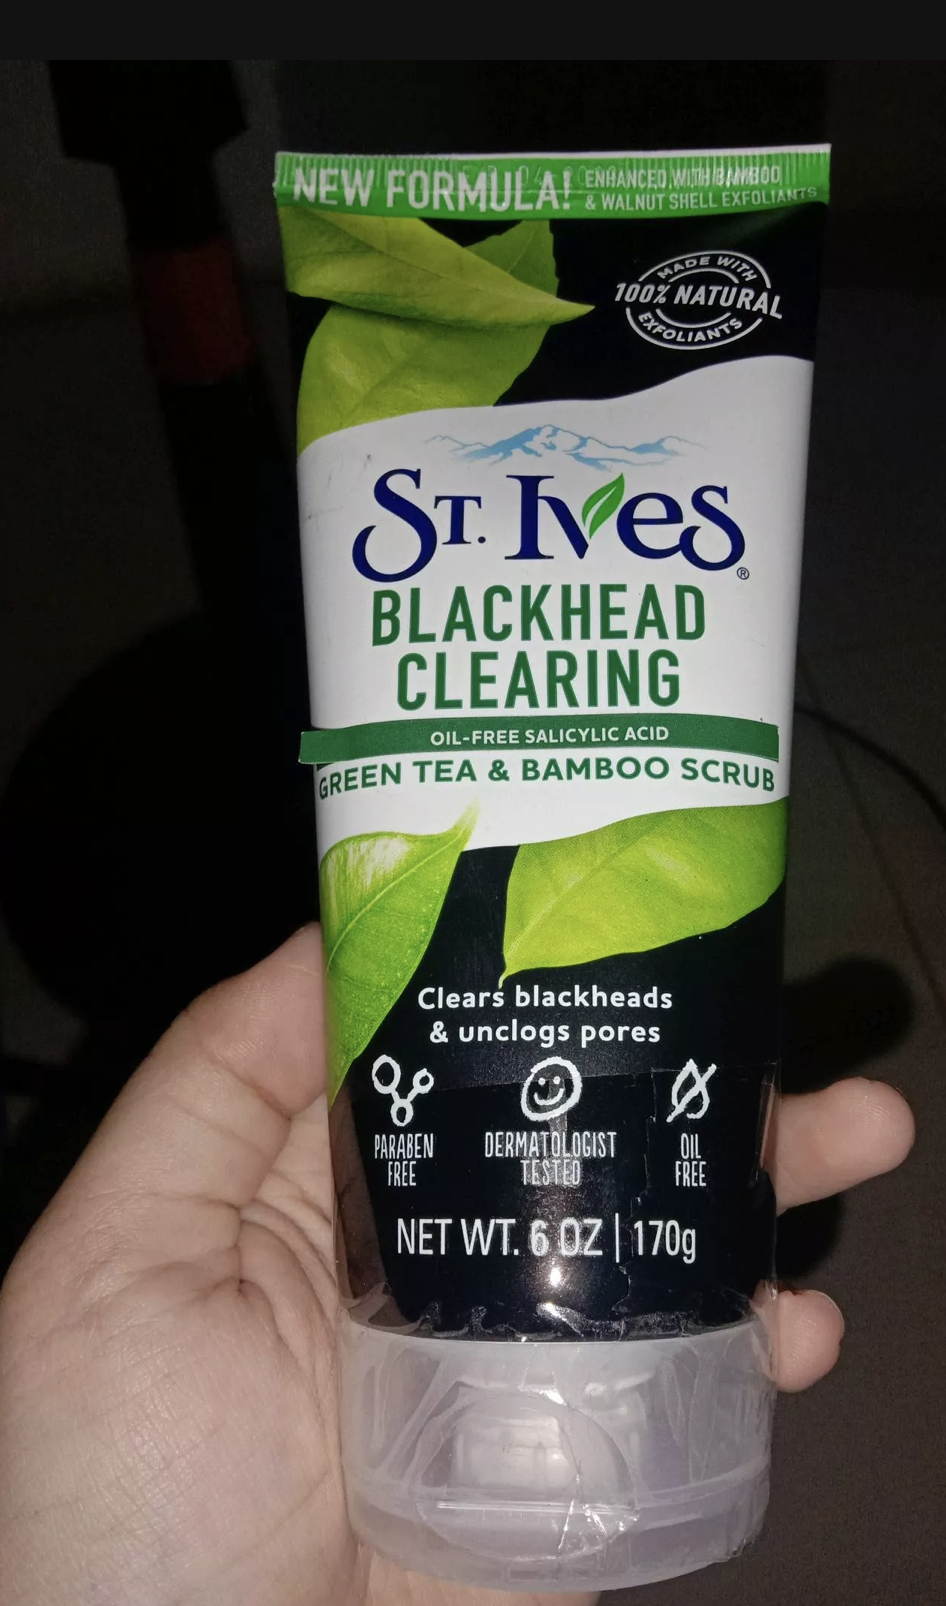 NEW FORMULA!
ENHANCED WITH BAMBOO
& WALNUT SHELL EXFOLIANTS
MADE WITH
100% NATURAL
EXFOLIANTS
ST. IVES®
BLACKHEAD
CLEARING
OIL-FREE SALICYLIC ACID
GREEN TEA & BAMBOO SCRUB
Clears blackheads
& unclogs pores
PARABEN
FREE
DERMATOLOGIST
TESTED
OIL
FREE
NET WT. 6 OZ | 170g